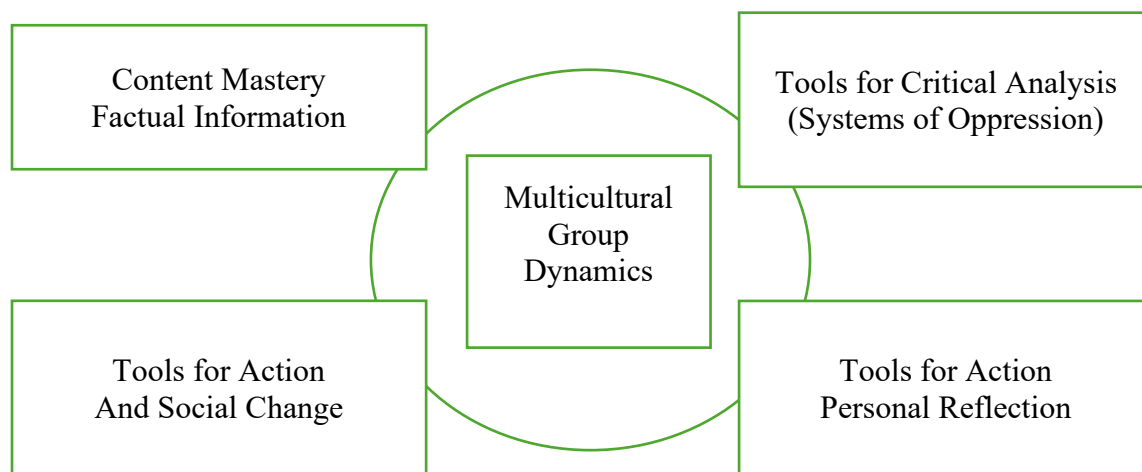 Content Mastery
Factual Information
Tools for Critical Analysis
(Systems of Oppression)
Multicultural
Group
Dynamics
Tools for Action
And Social Change
Tools for Action
Personal Reflection